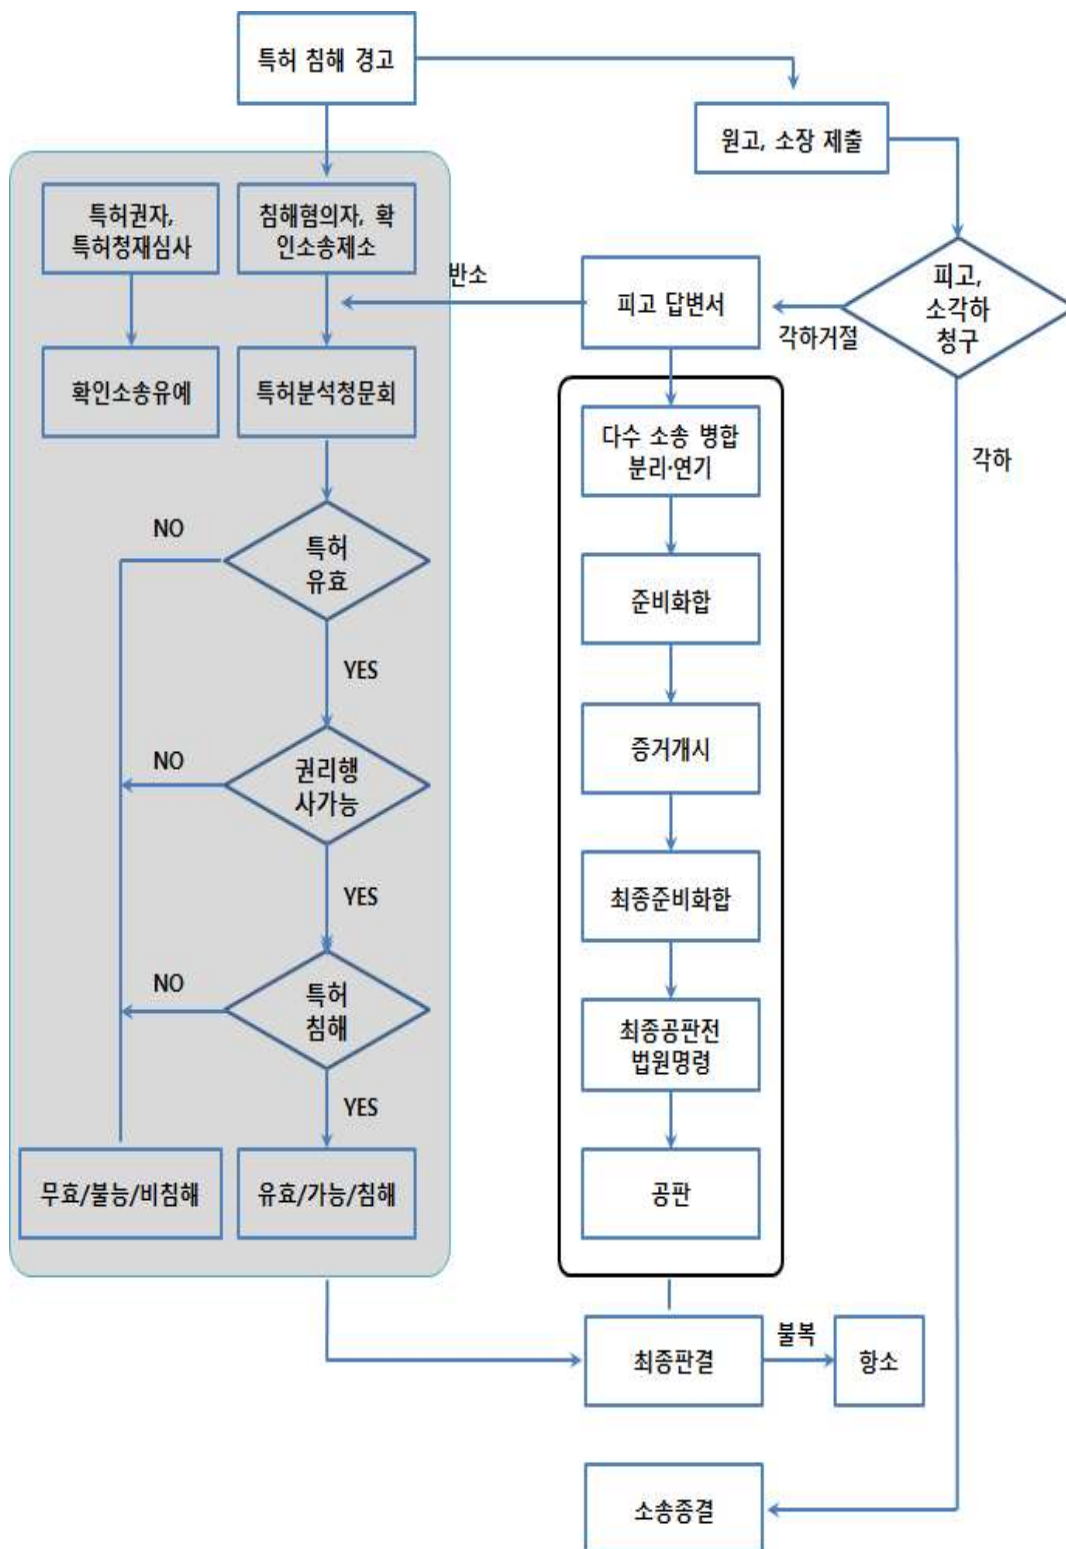 특허 침해 경고
원고, 소장 제출
특허권자,
특허청재심사
침해혐의자, 확
인소송제소
반소
피고 답변서
각하거절
피고,
소각하
청구
각하
확인소송유예
특허분석청문회
다수 소송 병합
분리·연기
NO
특허
유효
준비화합
YES
NO
권리행
사가능
증거개시
YES
최종준비화합
NO
특허
침해
최종공판전
법원명령
YES
무효/불능/비침해
유효/가능/침해
공판
최종판결
불복
항소
소송종결